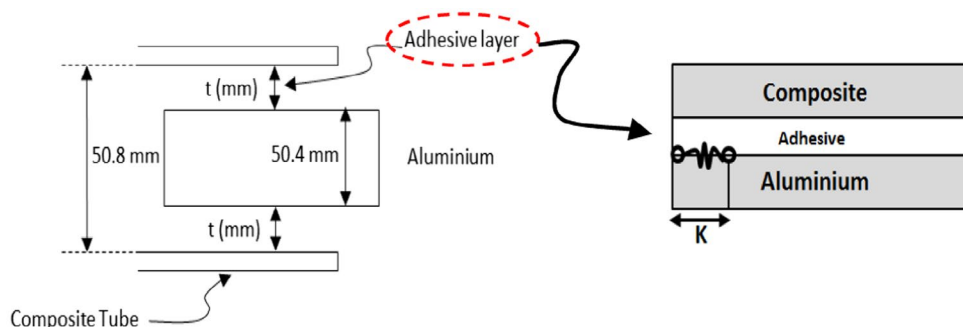 Adhesive layer
t (mm)
50.8 mm
50.4 mm
Aluminium
t (mm)
Composite Tube
Composite
Adhesive
Aluminium
K